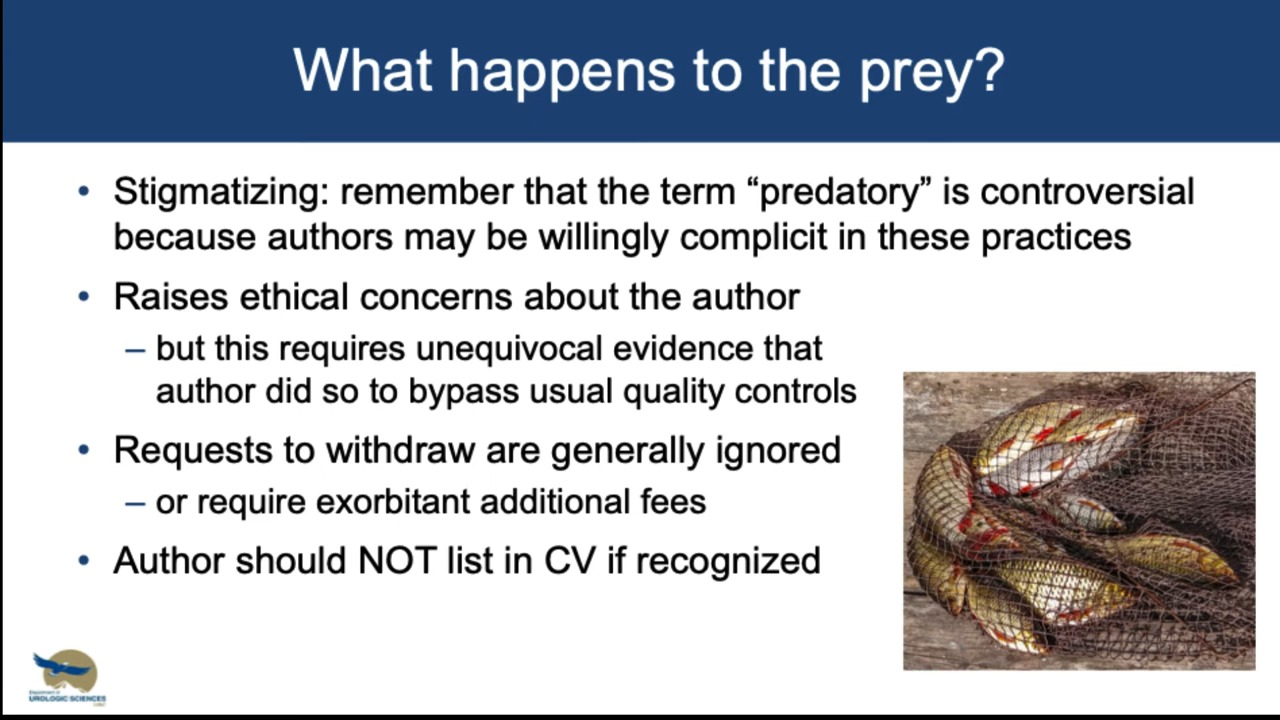 What happens to the prey?
• Stigmatizing: remember that the term “predatory” is controversial
because authors may be willingly complicit in these practices
• Raises ethical concerns about the author
– but this requires unequivocal evidence that
author did so to bypass usual quality controls
• Requests to withdraw are generally ignored
– or require exorbitant additional fees
• Author should NOT list in CV if recognized
Department of
UROLOGIC SCIENCES